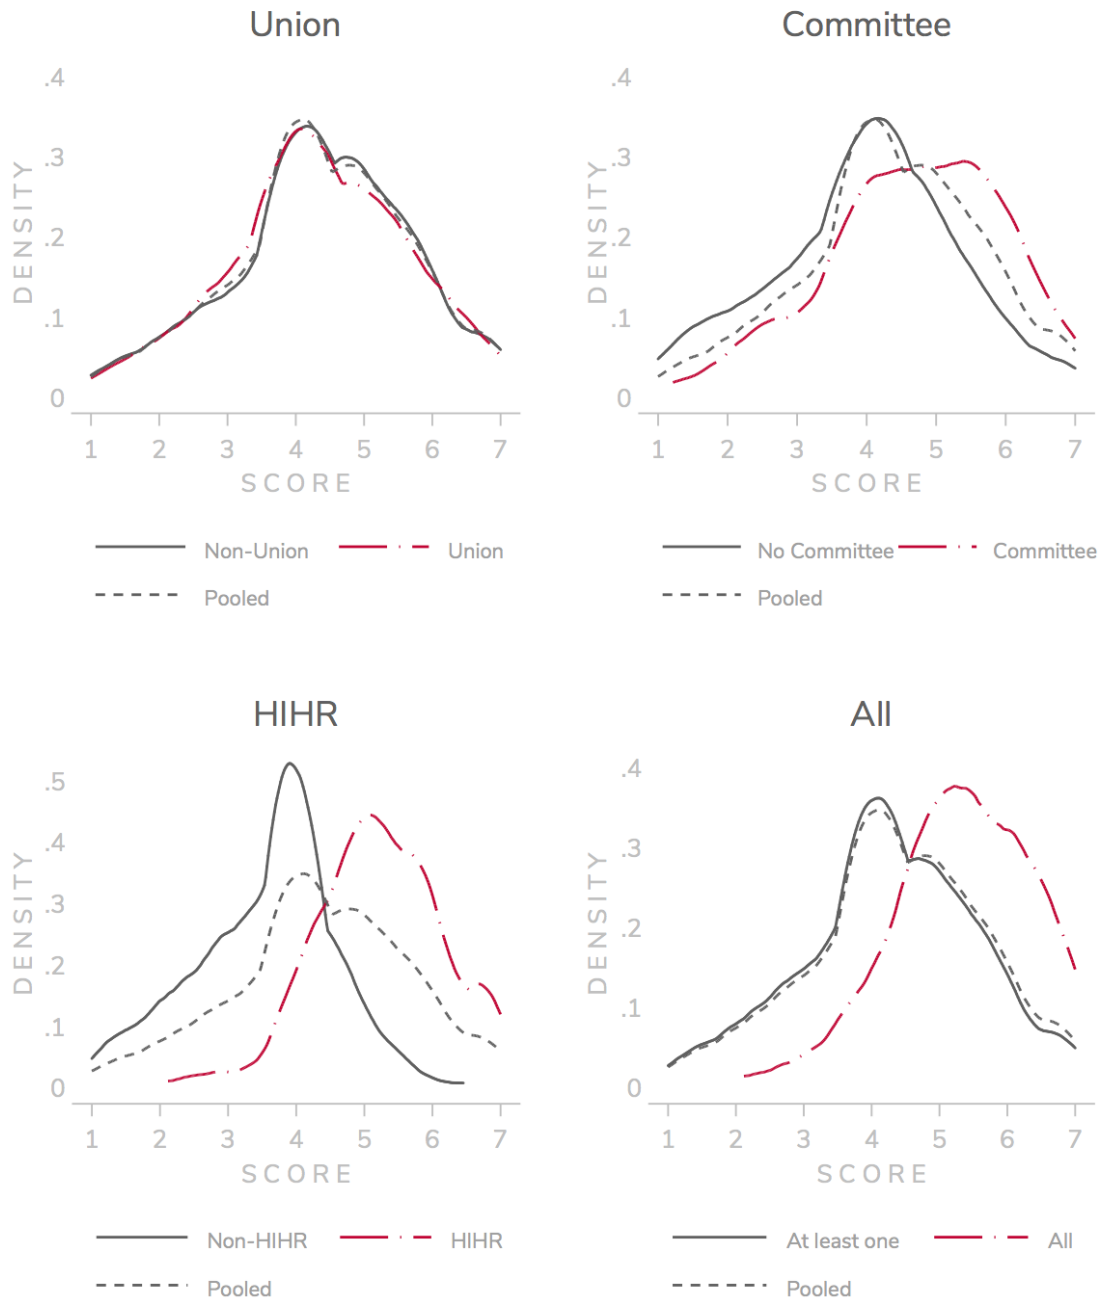 Union
Committee
.4
.3
.2
.1
0
DENSITY
1 2 3 4 5 6 7
SCORE
Non-Union
Union
Pooled
.4
.3
.2
.1
0
DENSITY
1 2 3 4 5 6 7
SCORE
No Committee
Committee
Pooled
HIHR
All
.5
.4
.3
.2
.1
0
DENSITY
1 2 3 4 5 6 7
SCORE
Non-HIHR
HIHR
Pooled
.4
.3
.2
.1
0
DENSITY
1 2 3 4 5 6 7
SCORE
At least one
All
Pooled